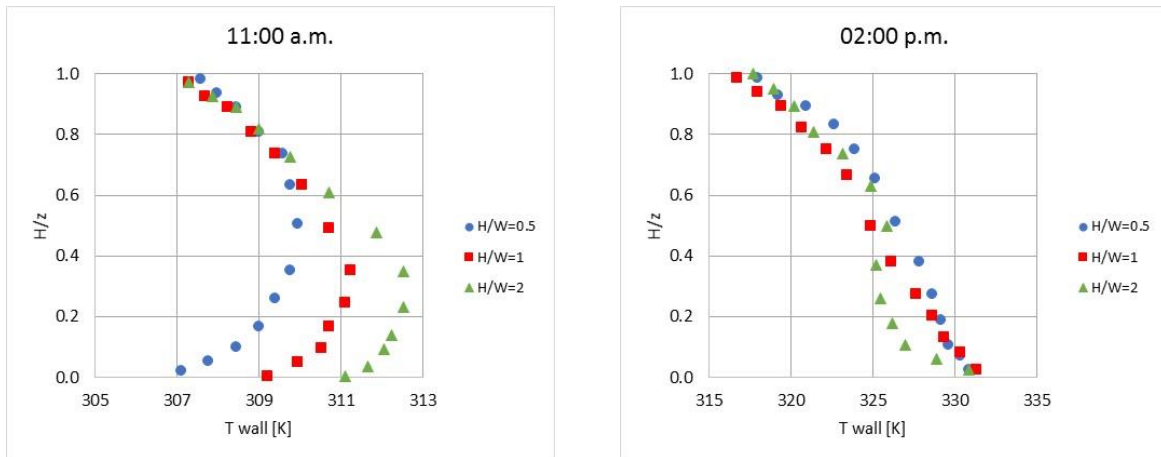 11:00 a.m.
1.0
0.8
0.6
0.4
0.2
0.0
H/z
305 307 309 311 313
T wall [K]
H/W=0.5
H/W=1
H/W=2
02:00 p.m.
1.0
0.8
0.6
0.4
0.2
0.0
H/z
315 320 325 330 335
T wall [K]
H/W=0.5
H/W=1
H/W=2